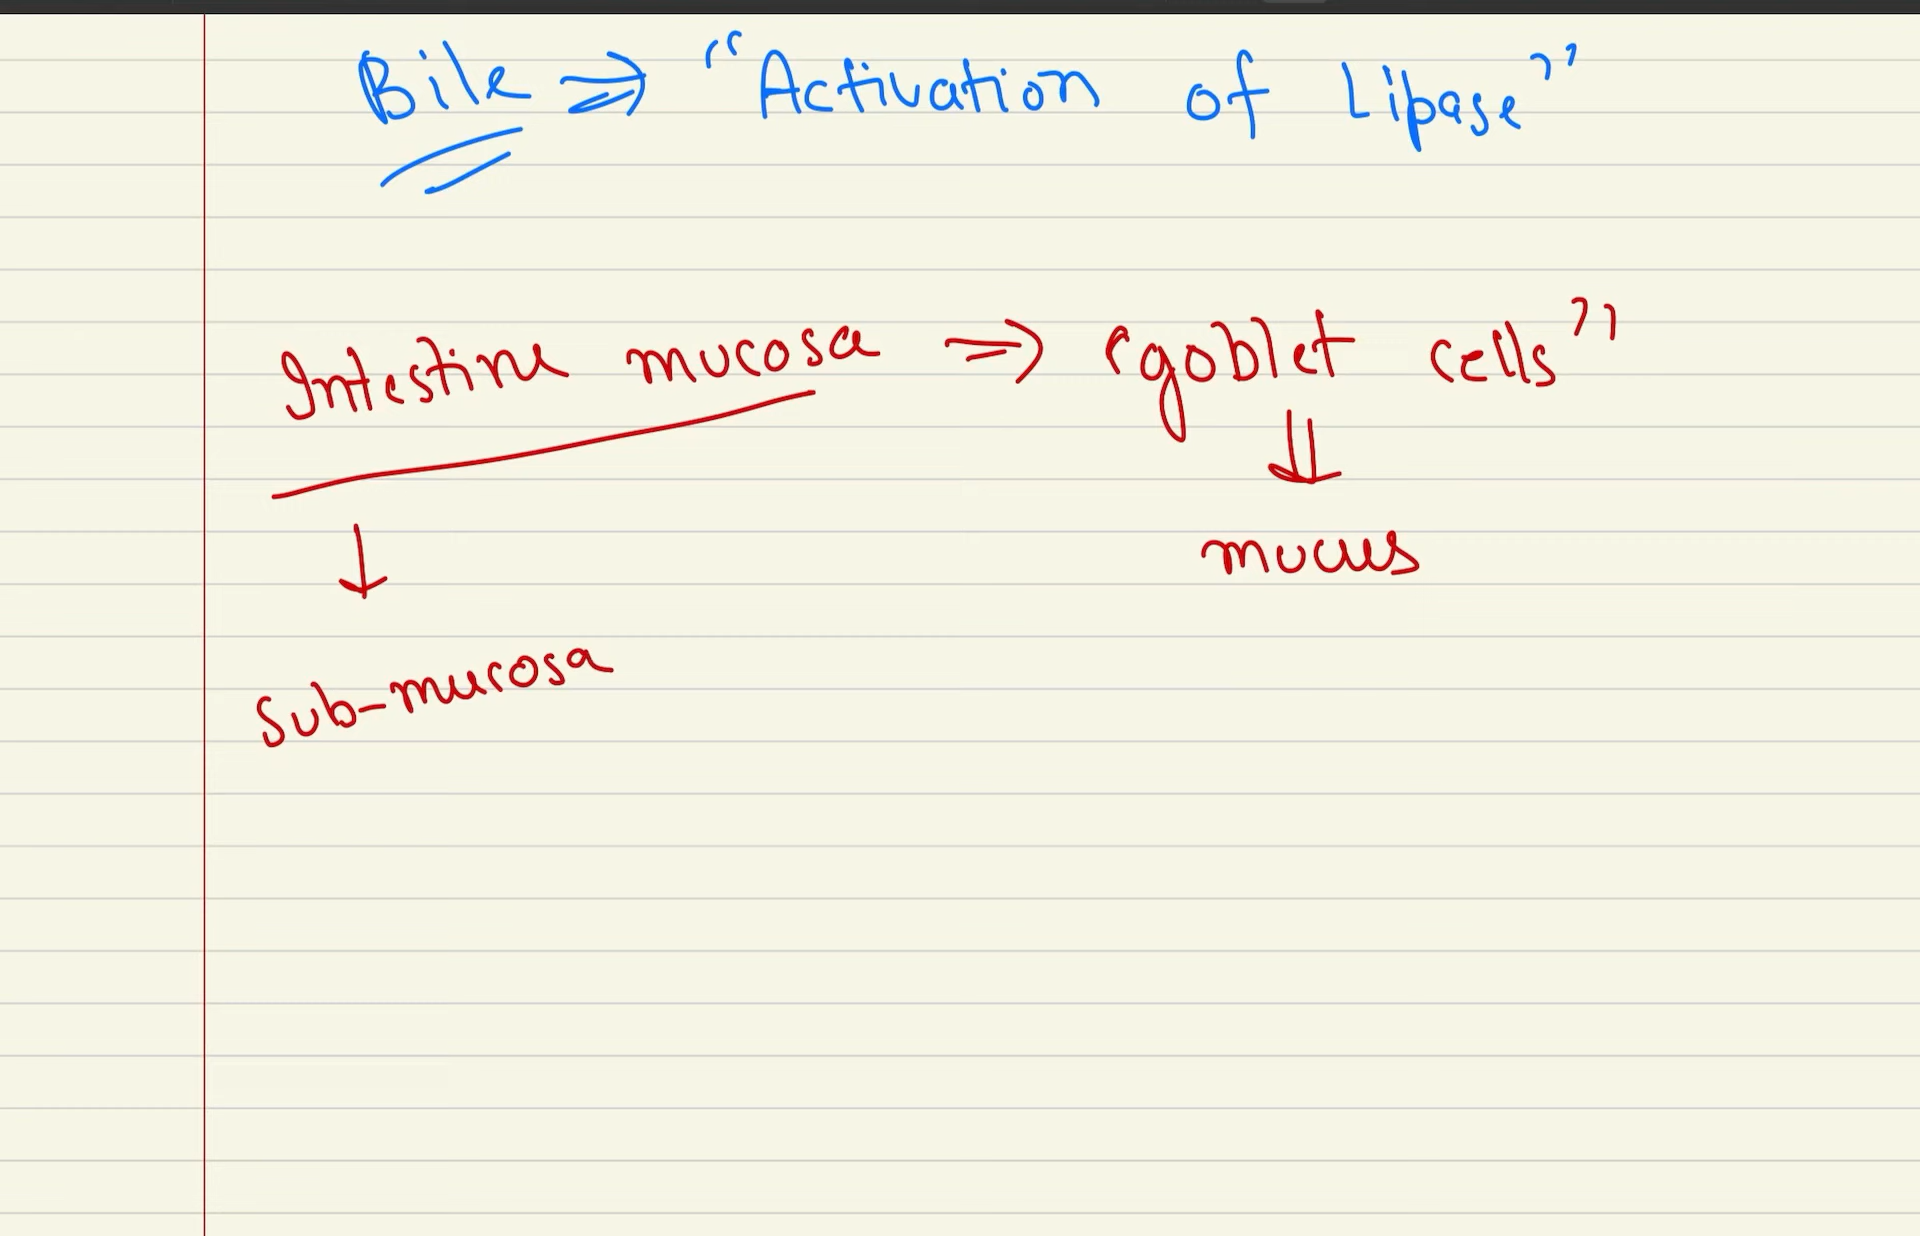 Bile ⇒ "Activation of Lipase"
Intestine mucosa ⇒ "goblet cells"
⇓
mucus
↓
Sub-mucosa